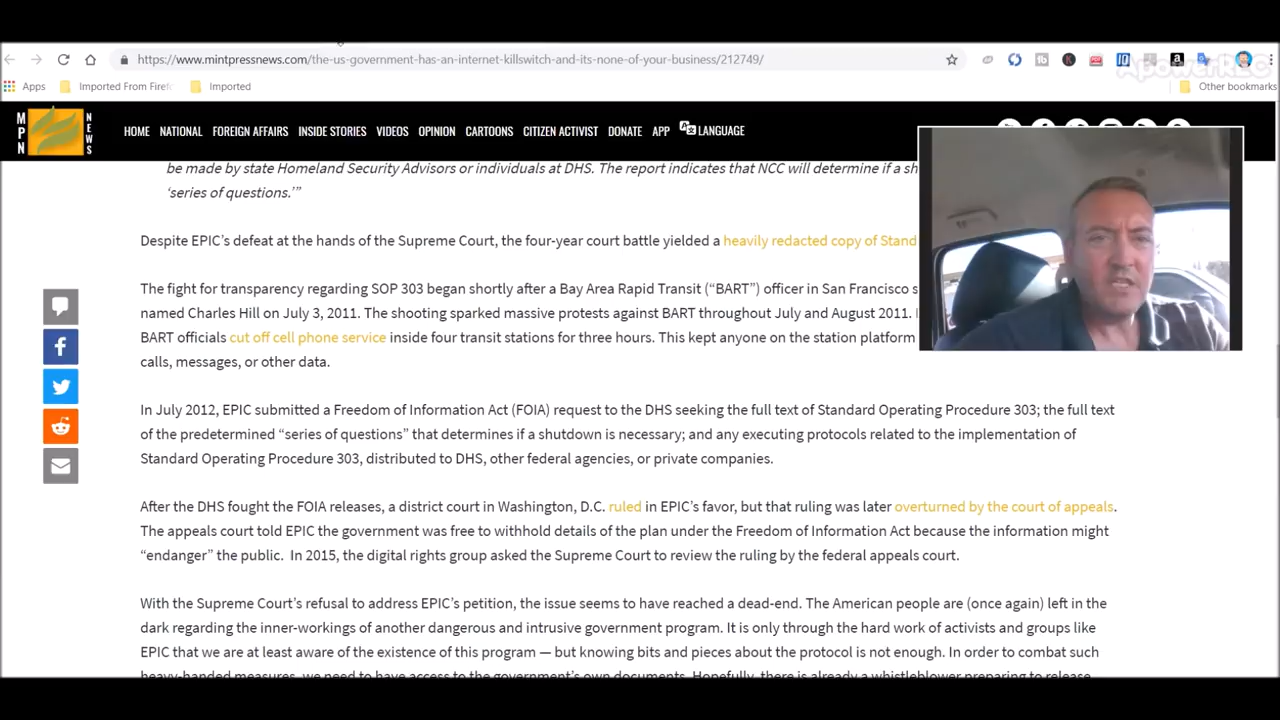 https://www.mintpressnews.com/the-us-government-has-an-internet-killswitch-and-its-none-of-your-business/212749/
ApowerREC
Apps Imported From Firef Imported Other bookmarks
MPN NEWS HOME NATIONAL FOREIGN AFFAIRS INSIDE STORIES VIDEOS OPINION CARTOONS CITIZEN ACTIVIST DONATE APP LANGUAGE
be made by state Homeland Security Advisors or individuals at DHS. The report indicates that NCC will determine if a sh
‘series of questions.’”
Despite EPIC’s defeat at the hands of the Supreme Court, the four-year court battle yielded a heavily redacted copy of Stand
The fight for transparency regarding SOP 303 began shortly after a Bay Area Rapid Transit (“BART”) officer in San Francisco s
named Charles Hill on July 3, 2011. The shooting sparked massive protests against BART throughout July and August 2011.
BART officials cut off cell phone service inside four transit stations for three hours. This kept anyone on the station platform
calls, messages, or other data.
In July 2012, EPIC submitted a Freedom of Information Act (FOIA) request to the DHS seeking the full text of Standard Operating Procedure 303; the full text
of the predetermined “series of questions” that determines if a shutdown is necessary; and any executing protocols related to the implementation of
Standard Operating Procedure 303, distributed to DHS, other federal agencies, or private companies.
After the DHS fought the FOIA releases, a district court in Washington, D.C. ruled in EPIC’s favor, but that ruling was later overturned by the court of appeals.
The appeals court told EPIC the government was free to withhold details of the plan under the Freedom of Information Act because the information might
“endanger” the public. In 2015, the digital rights group asked the Supreme Court to review the ruling by the federal appeals court.
With the Supreme Court’s refusal to address EPIC’s petition, the issue seems to have reached a dead-end. The American people are (once again) left in the
dark regarding the inner-workings of another dangerous and intrusive government program. It is only through the hard work of activists and groups like
EPIC that we are at least aware of the existence of this program — but knowing bits and pieces about the protocol is not enough. In order to combat such
heavy-handed measures, we need to have access to the government’s own documents. Hopefully, there is already a whistleblower preparing to release